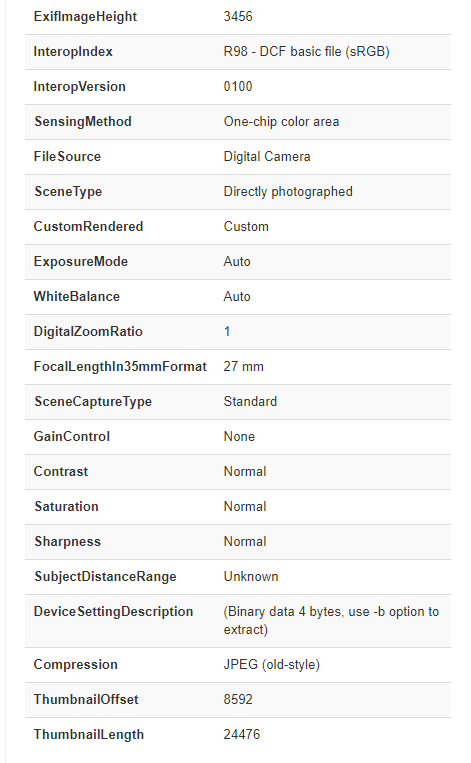 ExifImageHeight 3456
InteropIndex R98 - DCF basic file (sRGB)
InteropVersion 0100
SensingMethod One-chip color area
FileSource Digital Camera
SceneType Directly photographed
CustomRendered Custom
ExposureMode Auto
WhiteBalance Auto
DigitalZoomRatio 1
FocalLengthIn35mmFormat 27 mm
SceneCaptureType Standard
GainControl None
Contrast Normal
Saturation Normal
Sharpness Normal
SubjectDistanceRange Unknown
DeviceSettingDescription (Binary data 4 bytes, use -b option to
extract)
Compression JPEG (old-style)
ThumbnailOffset 8592
ThumbnailLength 24476